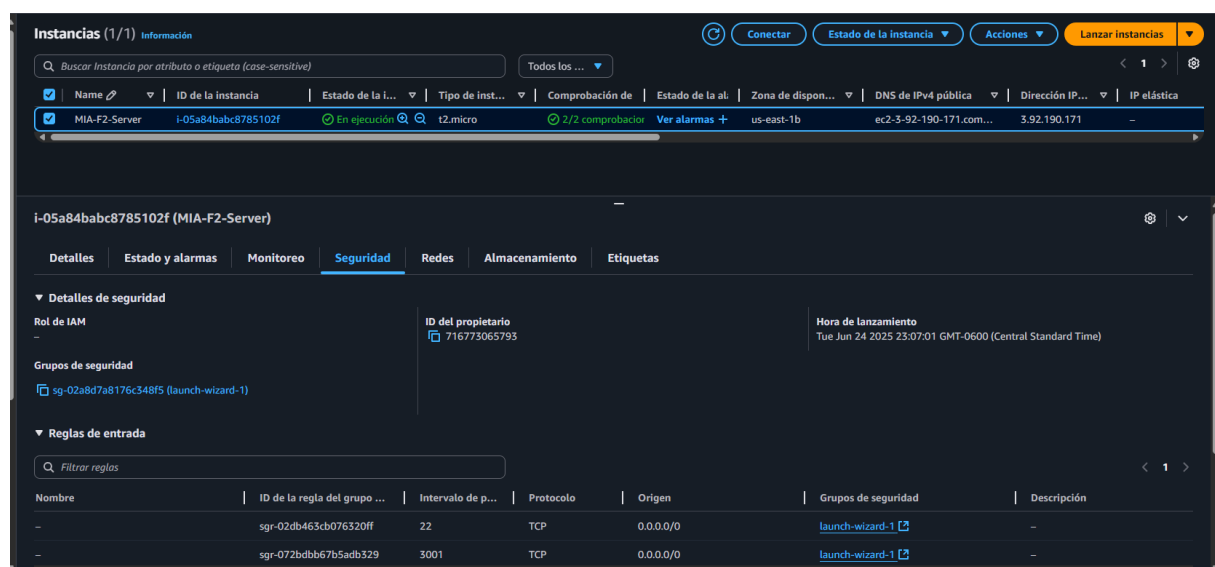 Instancias (1/1) Información
Conectar
Estado de la instancia
Acciones
Lanzar instancias
Buscar Instancia por atributo o etiqueta (case-sensitive)
Todos los ...
1
Name ID de la instancia Estado de la i... Tipo de inst... Comprobación de Estado de la al Zona de dispon... DNS de IPv4 pública Dirección IP... IP elástica
MIA-F2-Server i-05a84babc8785102f En ejecución t2.micro 2/2 comprobacior Ver alarmas + us-east-1b ec2-3-92-190-171.com... 3.92.190.171 –
i-05a84babc8785102f (MIA-F2-Server)
Detalles Estado y alarmas Monitoreo Seguridad Redes Almacenamiento Etiquetas
Detalles de seguridad
Rol de IAM ID del propietario Hora de lanzamiento
– 716773065793 Tue Jun 24 2025 23:07:01 GMT-0600 (Central Standard Time)
Grupos de seguridad
sg-02a8d7a8176c348f5 (launch-wizard-1)
Reglas de entrada
Filtrar reglas
1
Nombre ID de la regla del grupo ... Intervalo de p... Protocolo Origen Grupos de seguridad Descripción
– sgr-02db463cb076320ff 22 TCP 0.0.0.0/0 launch-wizard-1 –
– sgr-072bdbb67b5adb329 3001 TCP 0.0.0.0/0 launch-wizard-1 –